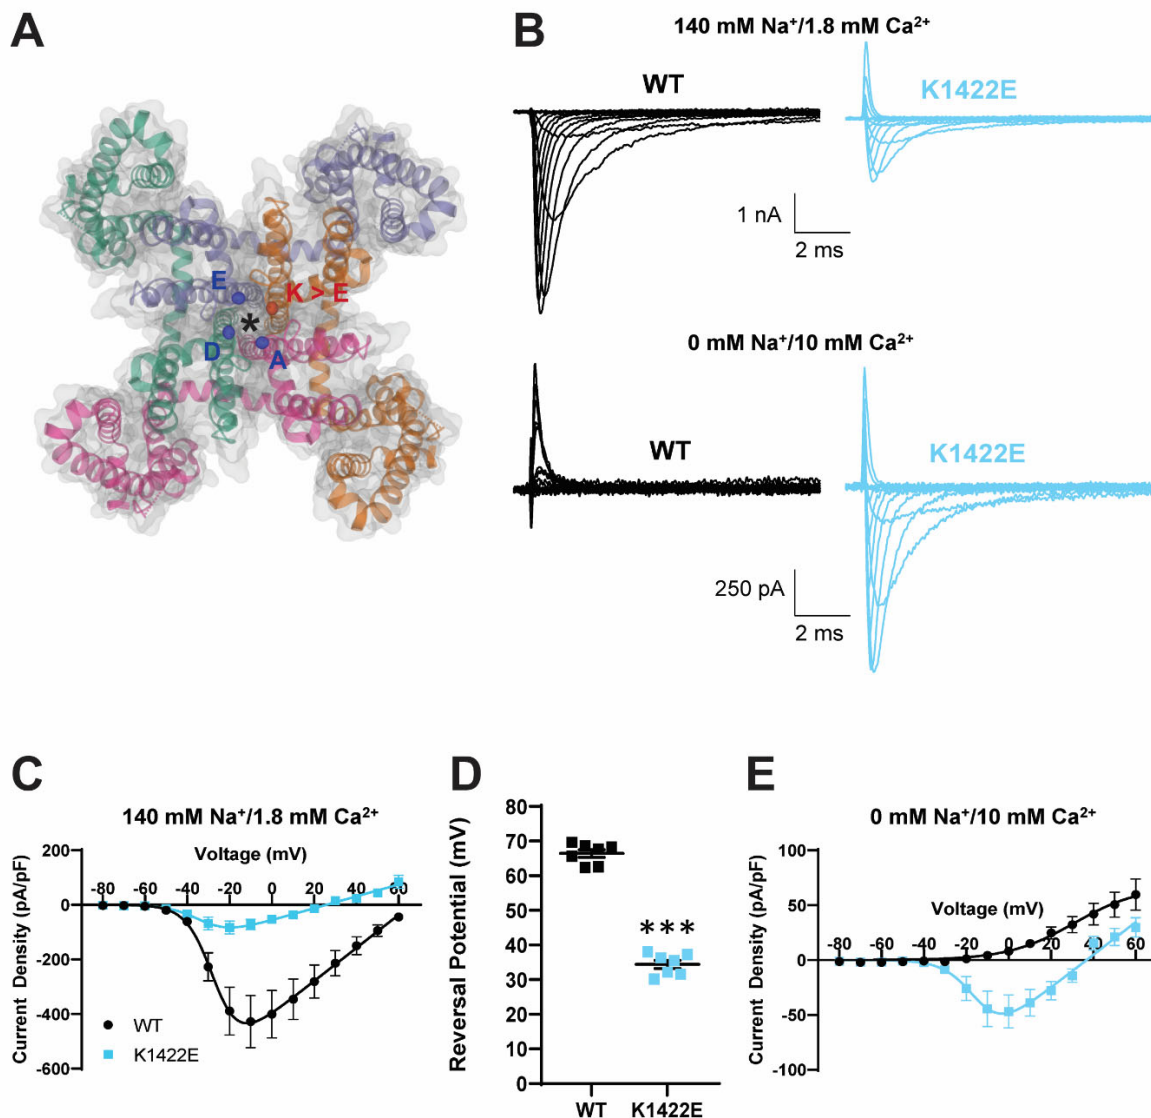 A
E
K > E
*
D
A
B
140 mM Na⁺/1.8 mM Ca²⁺
WT
K1422E
1 nA
2 ms
0 mM Na⁺/10 mM Ca²⁺
WT
K1422E
250 pA
2 ms
C
140 mM Na⁺/1.8 mM Ca²⁺
Voltage (mV)
Current Density (pA/pF)
200
0
-200
-400
-600
-80 -60 -40 -20 0 20 40 60
WT
K1422E
D
Reversal Potential (mV)
80
70
60
50
40
30
20
10
0
***
WT K1422E
E
0 mM Na⁺/10 mM Ca²⁺
Voltage (mV)
Current Density (pA/pF)
100
50
0
-50
-100
-80 -60 -40 -20 0 20 40 60